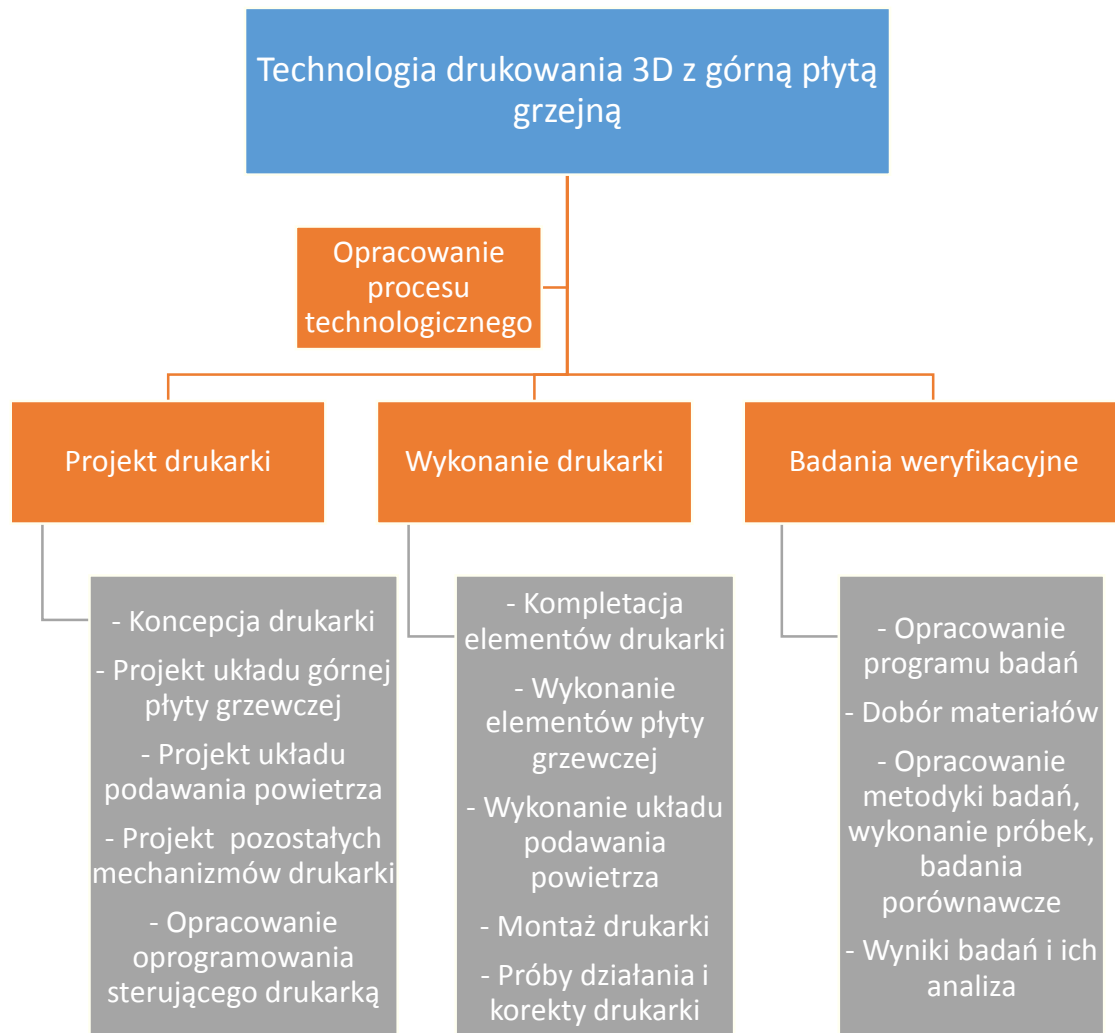 Technologia drukowania 3D z górną płytą
grzejną
Opracowanie
procesu
technologicznego
Projekt drukarki
Wykonanie drukarki
Badania weryfikacyjne
- Koncepcja drukarki
- Projekt układu górnej
płyty grzewczej
- Projekt układu
podawania powietrza
- Projekt pozostałych
mechanizmów drukarki
- Opracowanie
oprogramowania
sterującego drukarką
- Kompletacja
elementów drukarki
- Wykonanie
elementów płyty
grzewczej
- Wykonanie układu
podawania
powietrza
- Montaż drukarki
- Próby działania i
korekty drukarki
- Opracowanie
programu badań
- Dobór materiałów
- Opracowanie
metodyki badań,
wykonanie próbek,
badania
porównawcze
- Wyniki badań i ich
analiza